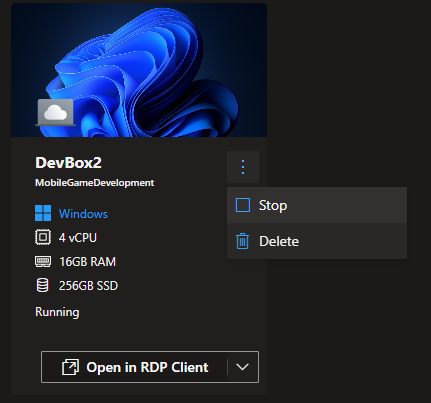 DevBox2
MobileGameDevelopment
Windows
4 vCPU
16GB RAM
256GB SSD
Running
Stop
Delete
Open in RDP Client